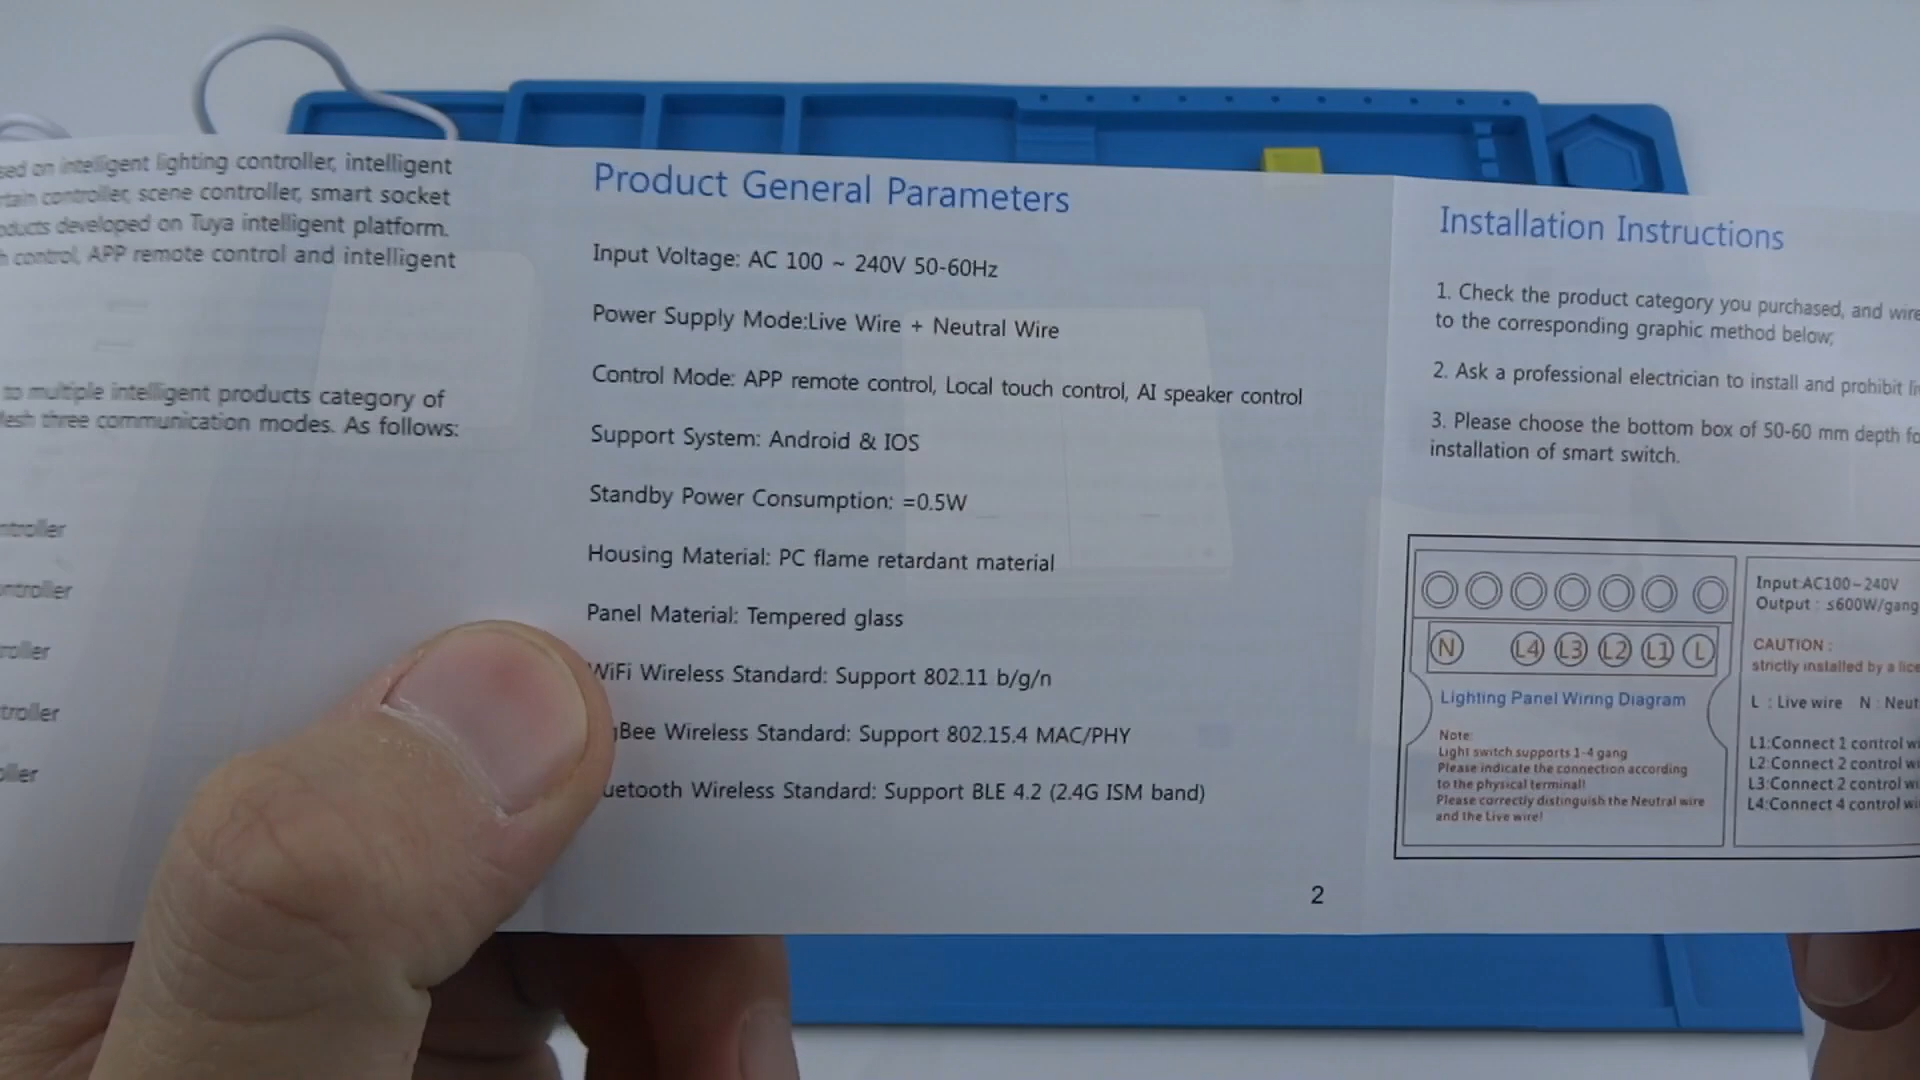 intelligent lighting controller, intelligent
controller, scene controller, smart socket
developed on Tuya intelligent platform.
control, APP remote control and intelligent
to multiple intelligent products category of
three communication modes. As follows:
Product General Parameters
Input Voltage: AC 100 ~ 240V 50-60Hz
Power Supply Mode:Live Wire + Neutral Wire
Control Mode: APP remote control, Local touch control, AI speaker control
Support System: Android & IOS
Standby Power Consumption: =0.5W
Housing Material: PC flame retardant material
Panel Material: Tempered glass
WiFi Wireless Standard: Support 802.11 b/g/n
Bee Wireless Standard: Support 802.15.4 MAC/PHY
uetooth Wireless Standard: Support BLE 4.2 (2.4G ISM band)
2
Installation Instructions
1. Check the product category you purchased, and wire
to the corresponding graphic method below;
2. Ask a professional electrician to install and prohibit
3. Please choose the bottom box of 50-60 mm depth
installation of smart switch.
N L4 L3 L2 L1 L
Lighting Panel Wiring Diagram
Note:
Light switch supports 1-4 gang
Please indicate the connection according
to the physical terminal!
Please correctly distinguish the Neutral wire
and the Live wire!
Input:AC100~240V
Output : ≤600W/gang
CAUTION :
strictly installed by a
L : Live wire N : Neut
L1:Connect 1 control
L2:Connect 2 control
L3:Connect 2 control
L4:Connect 4 control